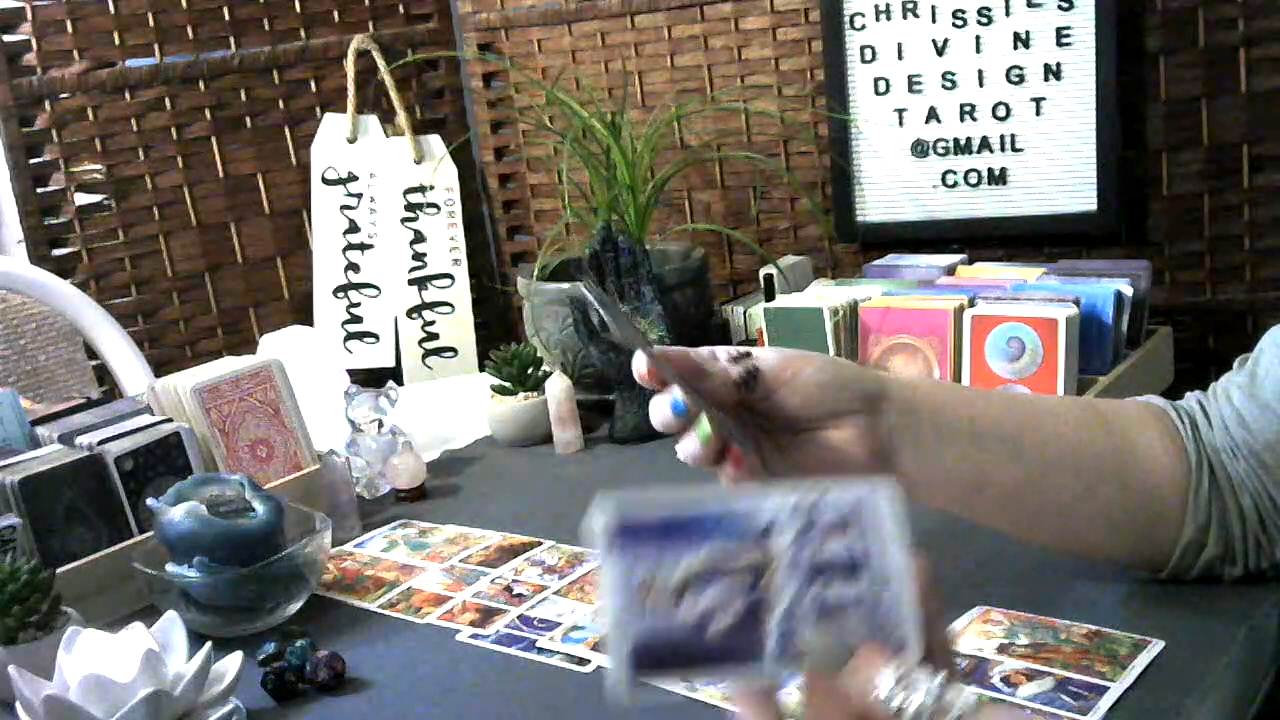 CHRISSIES
DIVINE
DESIGN
TAROT
@GMAIL
.COM
ALWAYS
grateful
FOREVER
thankful